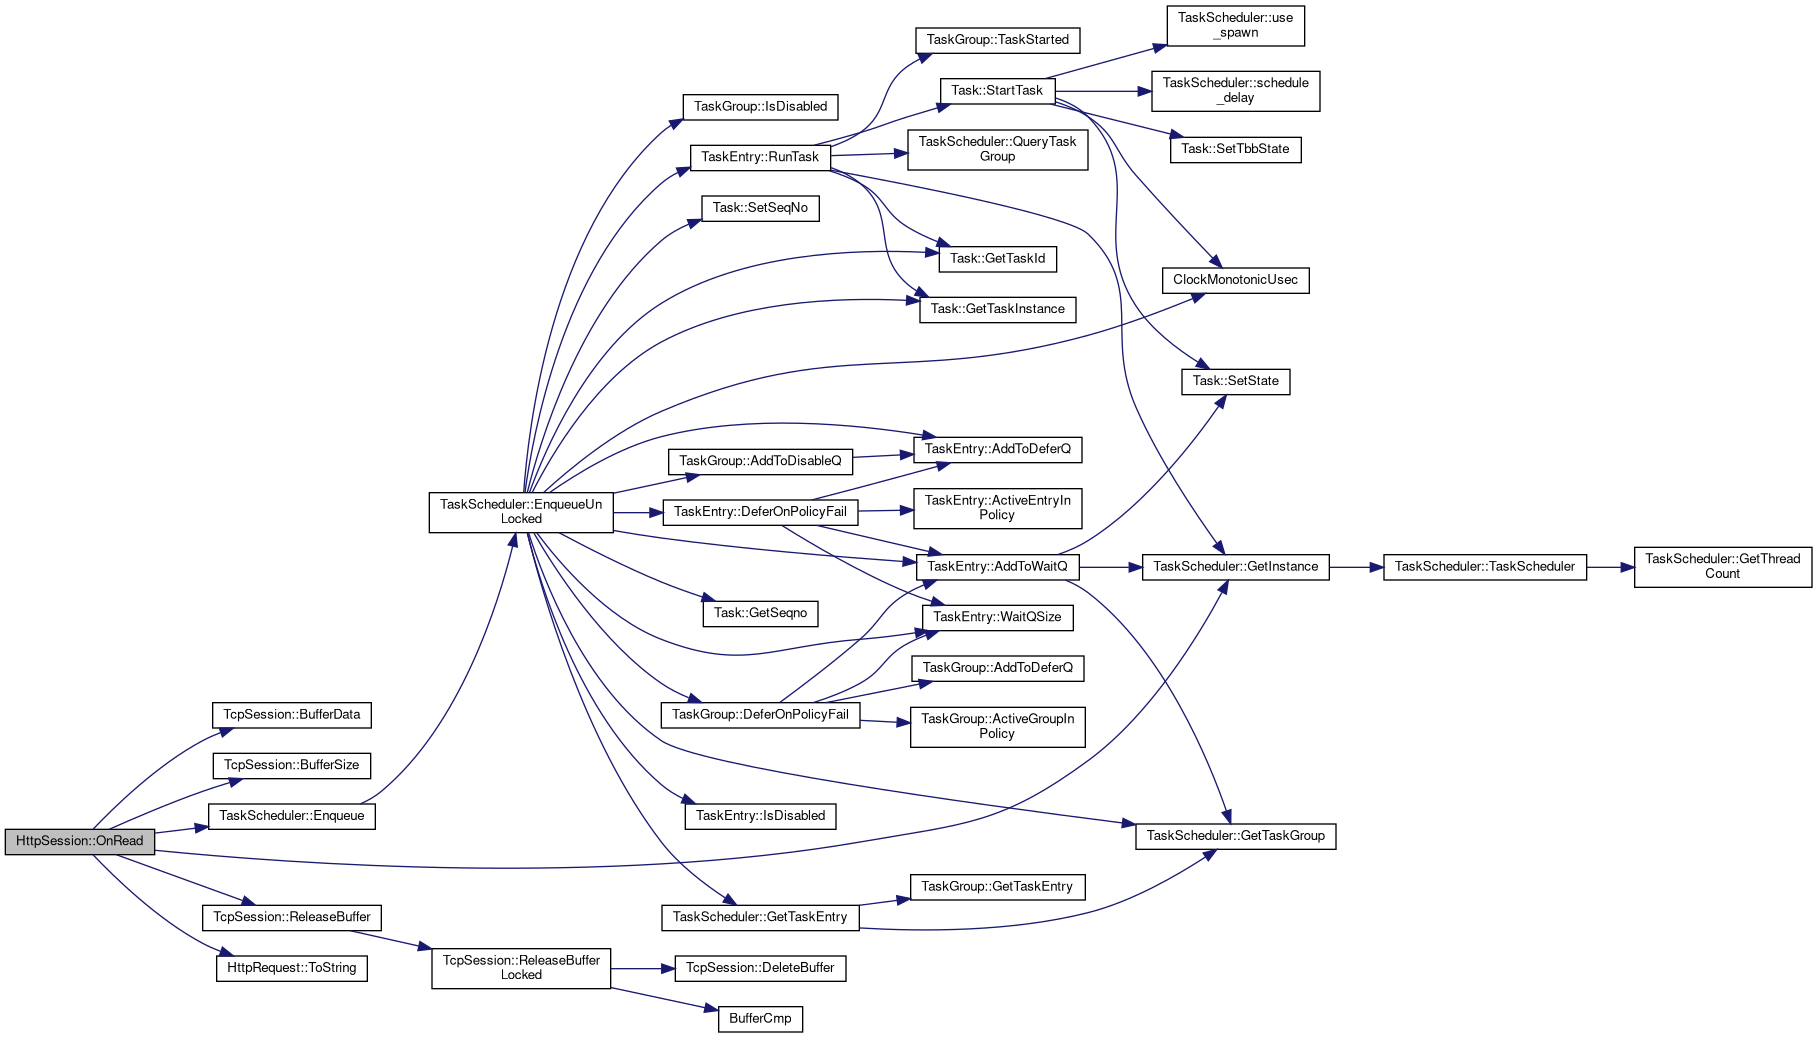 TaskScheduler::use
_spawn
TaskGroup::TaskStarted
Task::StartTask
TaskScheduler::schedule
_delay
TaskGroup::IsDisabled
TaskScheduler::QueryTask
Group
Task::SetTbbState
TaskEntry::RunTask
Task::SetSeqNo
Task::GetTaskId
ClockMonotonicUsec
Task::GetTaskInstance
Task::SetState
TaskEntry::AddToDeferQ
TaskGroup::AddToDisableQ
TaskScheduler::EnqueueUn
Locked
TaskEntry::DeferOnPolicyFail
TaskEntry::ActiveEntryIn
Policy
TaskEntry::AddToWaitQ
TaskScheduler::GetInstance
TaskScheduler::TaskScheduler
TaskScheduler::GetThread
Count
Task::GetSeqno
TaskEntry::WaitQSize
TaskGroup::AddToDeferQ
TcpSession::BufferData
TaskGroup::DeferOnPolicyFail
TaskGroup::ActiveGroupIn
Policy
TcpSession::BufferSize
TaskScheduler::Enqueue
TaskEntry::IsDisabled
HttpSession::OnRead
TaskScheduler::GetTaskGroup
TaskGroup::GetTaskEntry
TcpSession::ReleaseBuffer
TaskScheduler::GetTaskEntry
HttpRequest::ToString
TcpSession::ReleaseBuffer
Locked
TcpSession::DeleteBuffer
BufferCmp